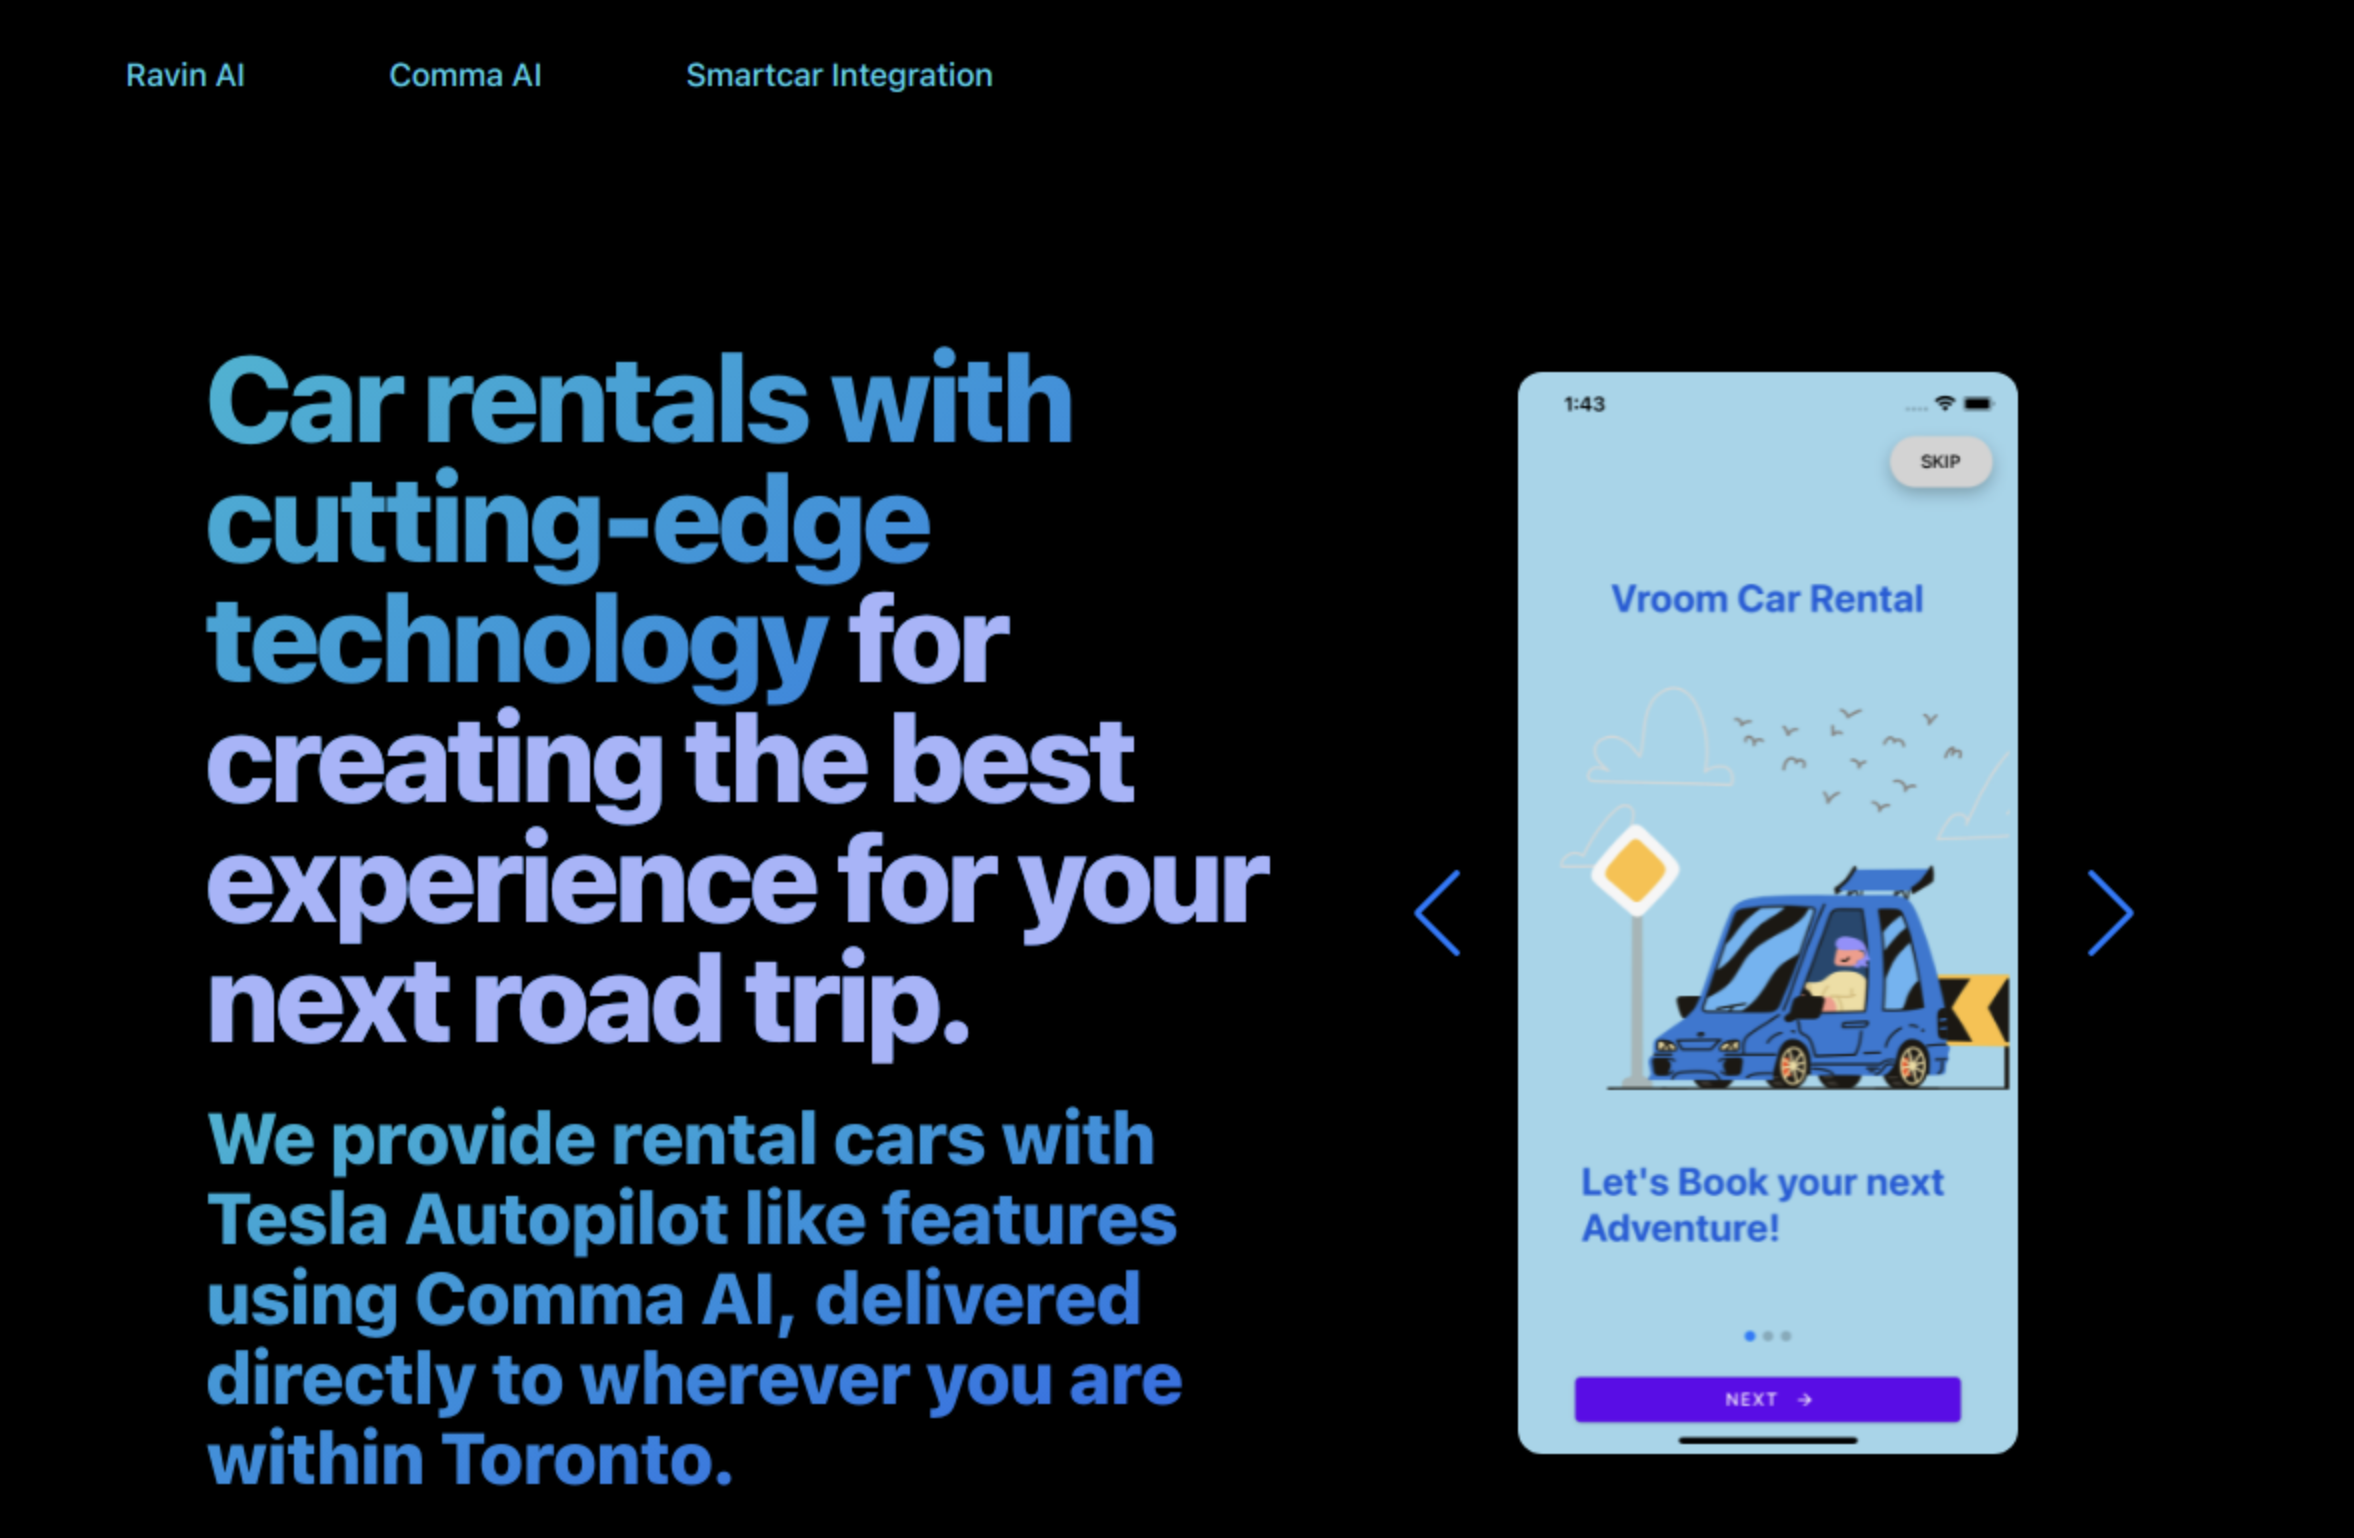 Ravin AI
Comma AI
Smartcar Integration
Car rentals with
cutting-edge
technology for
creating the best
experience for your
next road trip.
We provide rental cars with
Tesla Autopilot like features
using Comma AI, delivered
directly to wherever you are
within Toronto.
1:43
SKIP
Vroom Car Rental
Let's Book your next
Adventure!
NEXT →